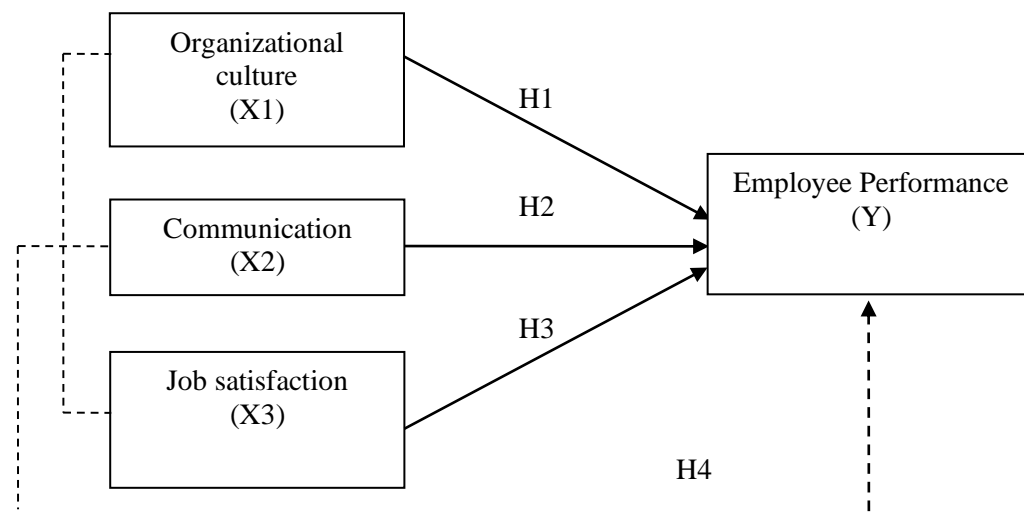 Organizational
culture
(X1)
H1
Employee Performance
(Y)
H2
Communication
(X2)
H3
Job satisfaction
(X3)
H4